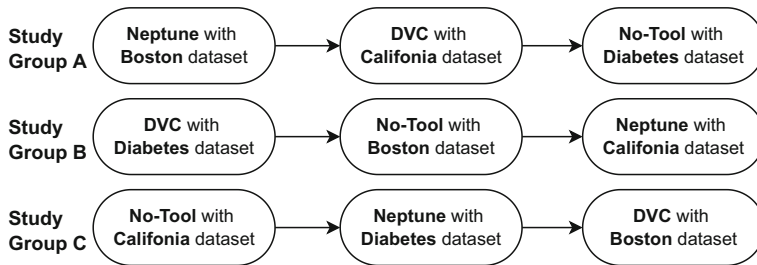 Study
Group A
Neptune with
Boston dataset
DVC with
Califonia dataset
No-Tool with
Diabetes dataset
Study
Group B
DVC with
Diabetes dataset
No-Tool with
Boston dataset
Neptune with
Califonia dataset
Study
Group C
No-Tool with
Califonia dataset
Neptune with
Diabetes dataset
DVC with
Boston dataset